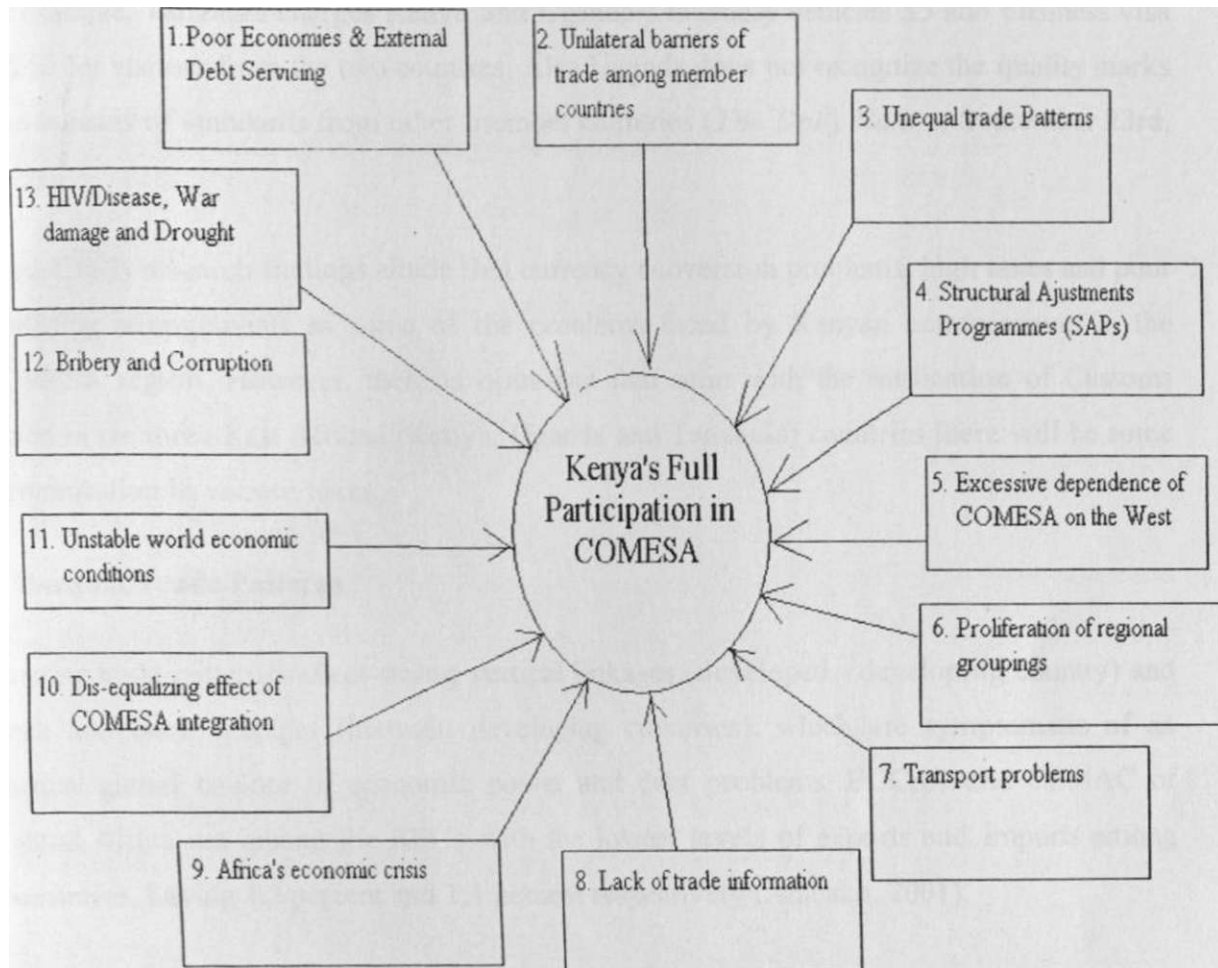 1. Poor Economies & External
Debt Servicing
2. Unilateral barriers of
trade among member
countries
3. Unequal trade Patterns
4. Structural Ajustments
Programmes (SAPs)
5. Excessive dependence of
COMESA on the West
6. Proliferation of regional
groupings
7. Transport problems
8. Lack of trade information
9. Africa's economic crisis
10. Dis-equalizing effect of
COMESA integration
11. Unstable world economic
conditions
12. Bribery and Corruption
13. HIV/Disease, War
damage and Drought
Kenya's Full
Participation in
COMESA